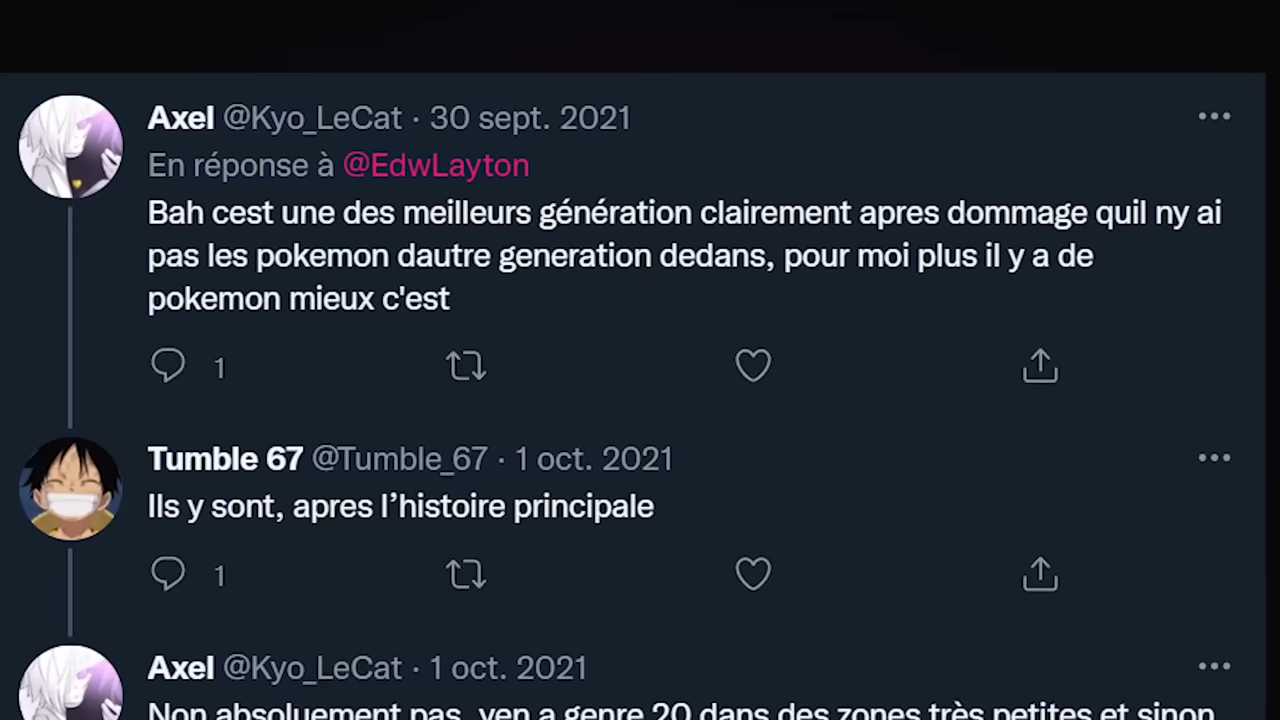 Axel @Kyo_LeCat · 30 sept. 2021
En réponse à @EdwLayton
Bah cest une des meilleurs génération clairement apres dommage quil ny ai
pas les pokemon dautre generation dedans, pour moi plus il y a de
pokemon mieux c'est
1
Tumble 67 @Tumble_67 · 1 oct. 2021
Ils y sont, apres l’histoire principale
1
Axel @Kyo_LeCat · 1 oct. 2021
Non absoluement pas, yen a genre 20 dans des zones très petites et sinon